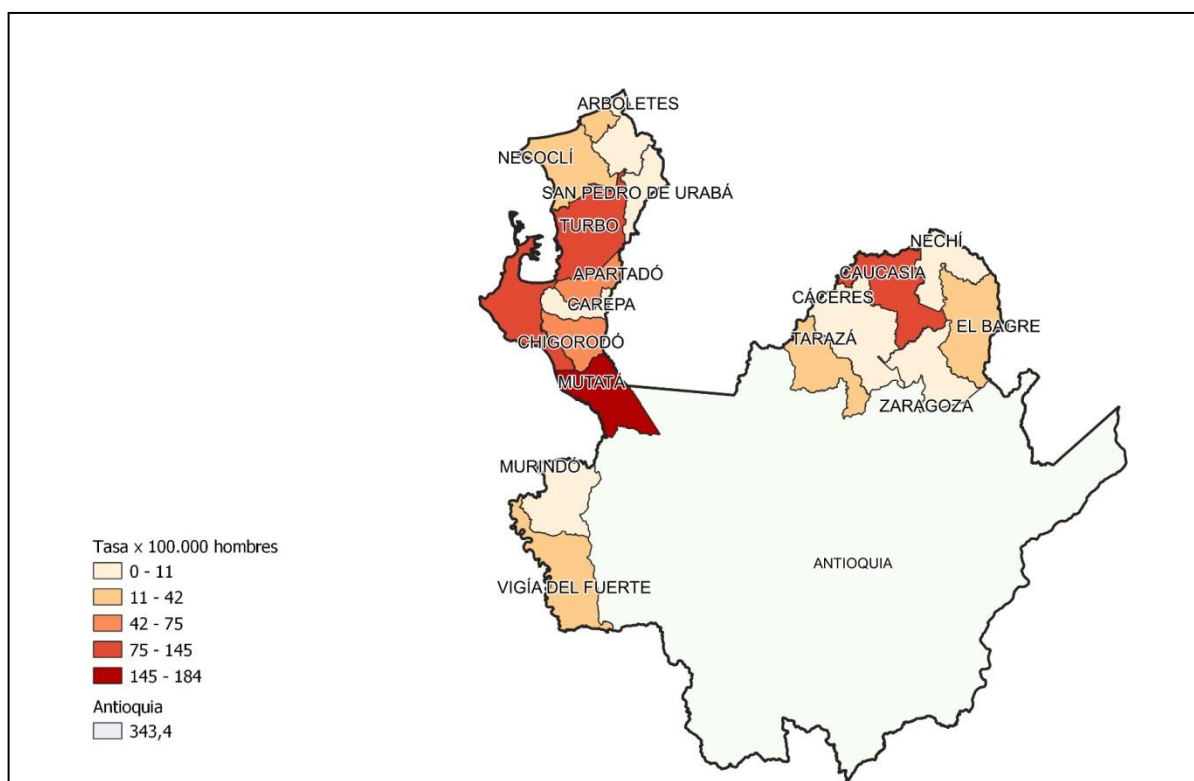 ARBOLETES
NECOCLÍ
SAN PEDRO DE URABÁ
TURBO
NECHÍ
APARTADÓ
CAUCASIA
CÁCERES
CAREPA
EL BAGRE
CHIGORODÓ
TARAZÁ
MUTATÁ
ZARAGOZA
MURINDÓ
ANTIOQUIA
VIGÍA DEL FUERTE
Tasa x 100.000 hombres
0 - 11
11 - 42
42 - 75
75 - 145
145 - 184
Antioquia
343,4